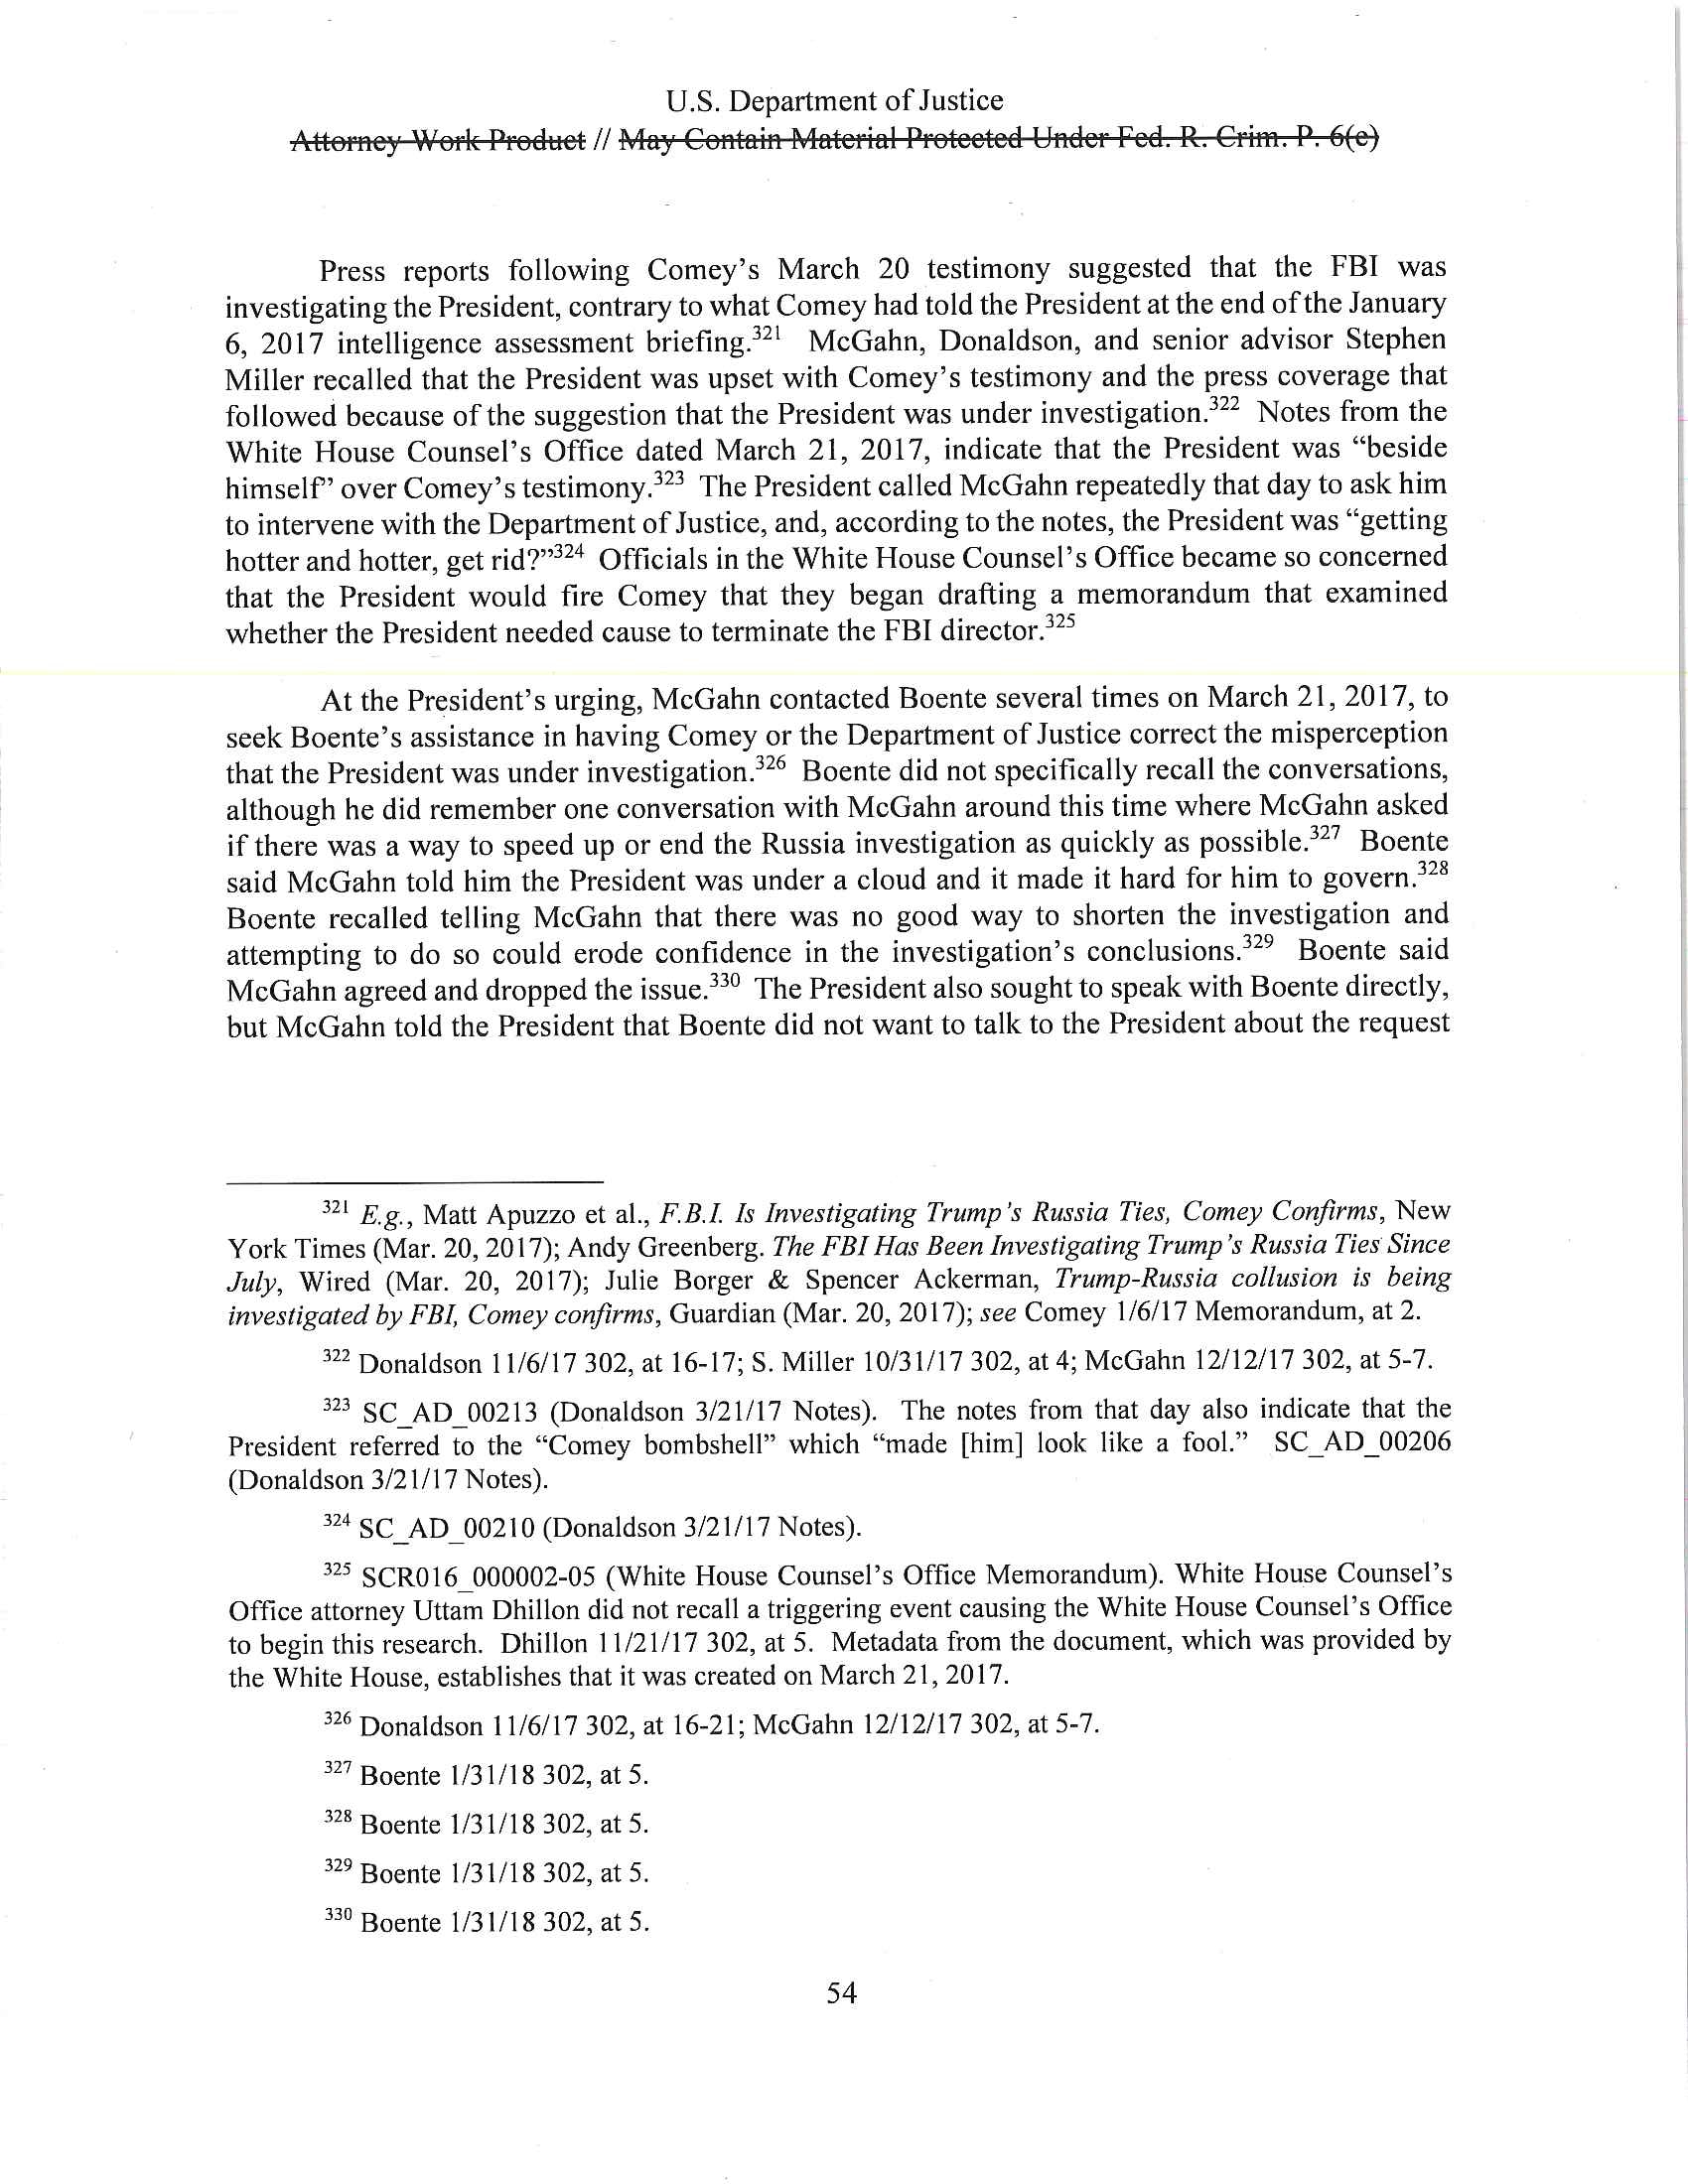 U.S. Department of Justice
Attorney Work Product // May Contain Material Protected Under Fed. R. Crim. P. 6(e)
Press reports following Comey's March 20 testimony suggested that the FBI was
investigating the President, contrary to what Comey had told the President at the end of the January
6, 2017 intelligence assessment briefing.321 McGahn, Donaldson, and senior advisor Stephen
Miller recalled that the President was upset with Comey's testimony and the press coverage that
followed because of the suggestion that the President was under investigation.322 Notes from the
White House Counsel's Office dated March 21, 2017, indicate that the President was “beside
himself” over Comey's testimony.323 The President called McGahn repeatedly that day to ask him
to intervene with the Department of Justice, and, according to the notes, the President was “getting
hotter and hotter, get rid?”324 Officials in the White House Counsel's Office became so concerned
that the President would fire Comey that they began drafting a memorandum that examined
whether the President needed cause to terminate the FBI director.325
At the President's urging, McGahn contacted Boente several times on March 21, 2017, to
seek Boente's assistance in having Comey or the Department of Justice correct the misperception
that the President was under investigation.326 Boente did not specifically recall the conversations,
although he did remember one conversation with McGahn around this time where McGahn asked
if there was a way to speed up or end the Russia investigation as quickly as possible.327 Boente
said McGahn told him the President was under a cloud and it made it hard for him to govern.328
Boente recalled telling McGahn that there was no good way to shorten the investigation and
attempting to do so could erode confidence in the investigation's conclusions.329 Boente said
McGahn agreed and dropped the issue.330 The President also sought to speak with Boente directly,
but McGahn told the President that Boente did not want to talk to the President about the request
321 E.g., Matt Apuzzo et al., F.B.I. Is Investigating Trump's Russia Ties, Comey Confirms, New
York Times (Mar. 20, 2017); Andy Greenberg. The FBI Has Been Investigating Trump's Russia Ties Since
July, Wired (Mar. 20, 2017); Julie Borger & Spencer Ackerman, Trump-Russia collusion is being
investigated by FBI, Comey confirms, Guardian (Mar. 20, 2017); see Comey 1/6/17 Memorandum, at 2.
322 Donaldson 11/6/17 302, at 16-17; S. Miller 10/31/17 302, at 4; McGahn 12/12/17 302, at 5-7.
323 SC_AD_00213 (Donaldson 3/21/17 Notes). The notes from that day also indicate that the
President referred to the “Comey bombshell” which “made [him] look like a fool.” SC_AD_00206
(Donaldson 3/21/17 Notes).
324 SC_AD_00210 (Donaldson 3/21/17 Notes).
325 SCR016_000002-05 (White House Counsel's Office Memorandum). White House Counsel's
Office attorney Uttam Dhillon did not recall a triggering event causing the White House Counsel's Office
to begin this research. Dhillon 11/21/17 302, at 5. Metadata from the document, which was provided by
the White House, establishes that it was created on March 21, 2017.
326 Donaldson 11/6/17 302, at 16-21; McGahn 12/12/17 302, at 5-7.
327 Boente 1/31/18 302, at 5.
328 Boente 1/31/18 302, at 5.
329 Boente 1/31/18 302, at 5.
330 Boente 1/31/18 302, at 5.
54